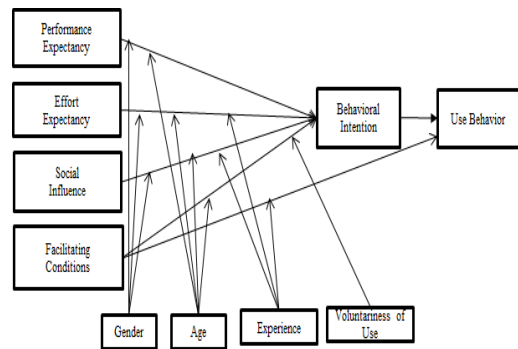 Performance
Expectancy
Effort
Expectancy
Behavioral
Intention
Use Behavior
Social
Influence
Facilitating
Conditions
Gender
Age
Experience
Voluntariness of
Use